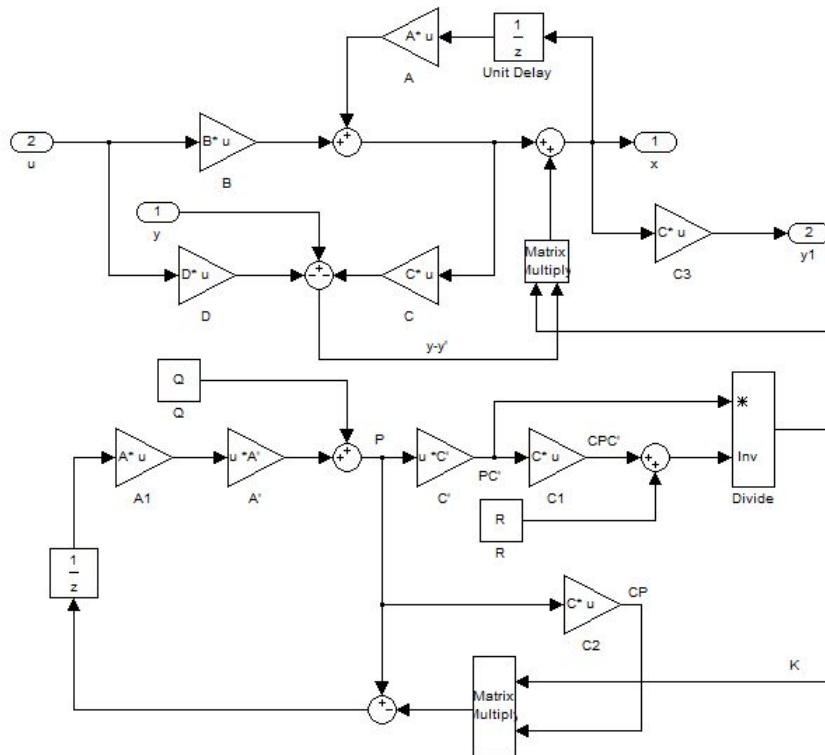 A* u
1
z
A
Unit Delay
2
u
B* u
B
+ +
+ +
1
x
1
y
D* u
D
- + -
C* u
C
Matrix
Multiply
C* u
C3
2
y1
y-y'
Q
Q
A* u
A1
u *A'
A'
+ +
P
u *C'
C'
PC'
C* u
C1
CPC'
+ +
R
R
*
Inv
Divide
1
z
C* u
C2
CP
K
Matrix
Multiply
+ -